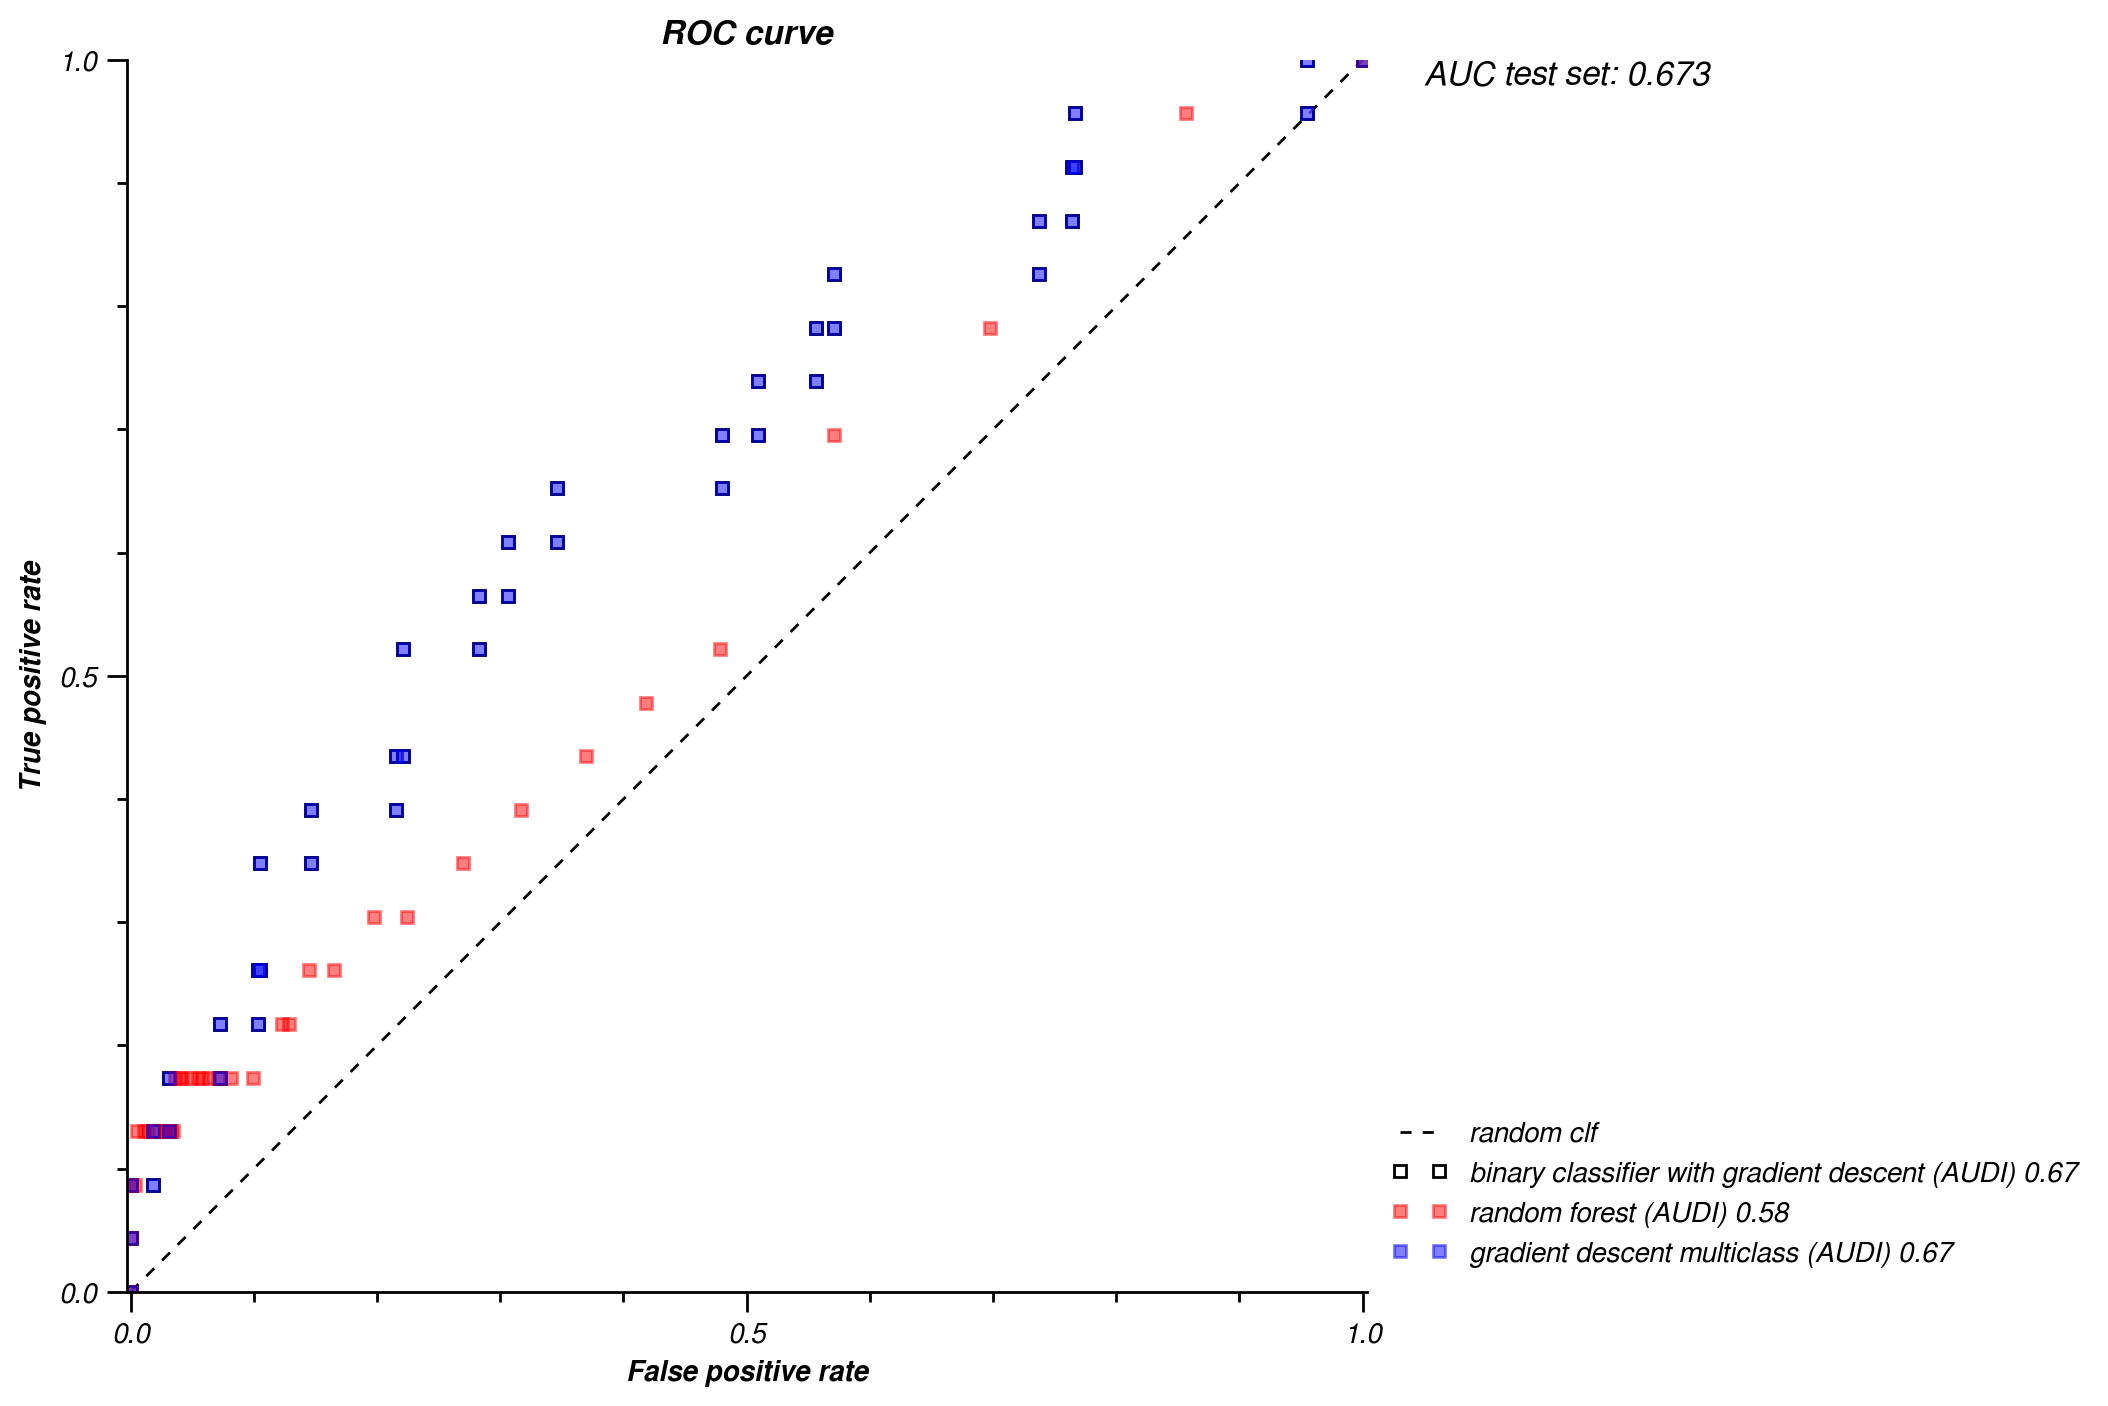 ROC curve
AUC test set: 0.673
1.0
0.5
0.0
True positive rate
0.0
0.5
1.0
False positive rate
random clf
binary classifier with gradient descent (AUDI) 0.67
random forest (AUDI) 0.58
gradient descent multiclass (AUDI) 0.67